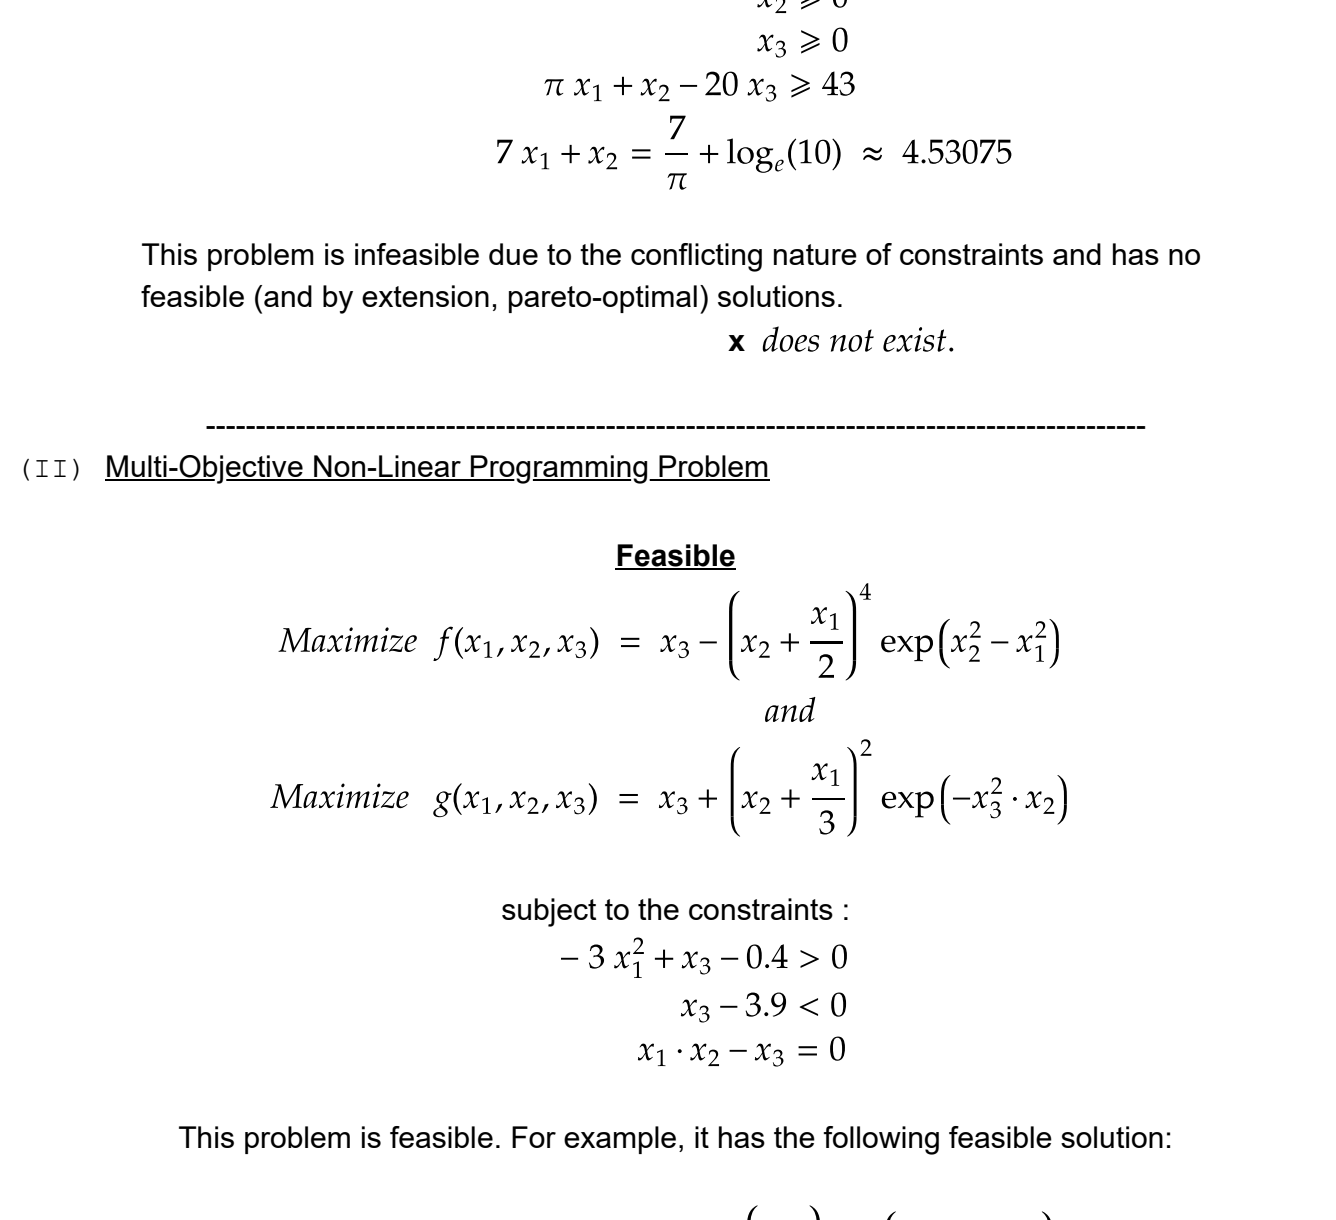 x₂ ⩾ 0
x₃ ⩾ 0
π x₁ + x₂ − 20 x₃ ⩾ 43
7 x₁ + x₂ = 7/π + logₑ(10) ≈ 4.53075
This problem is infeasible due to the conflicting nature of constraints and has no
feasible (and by extension, pareto-optimal) solutions.
x does not exist.
----------------------------------------------------------------------------------------------
(II) Multi-Objective Non-Linear Programming Problem
Feasible
Maximize f(x₁, x₂, x₃) = x₃ − (x₂ + x₁/2)⁴ exp(x₂² − x₁²)
and
Maximize g(x₁, x₂, x₃) = x₃ + (x₂ + x₁/3)² exp(−x₃² · x₂)
subject to the constraints :
− 3 x₁² + x₃ − 0.4 > 0
x₃ − 3.9 < 0
x₁ · x₂ − x₃ = 0
This problem is feasible. For example, it has the following feasible solution: